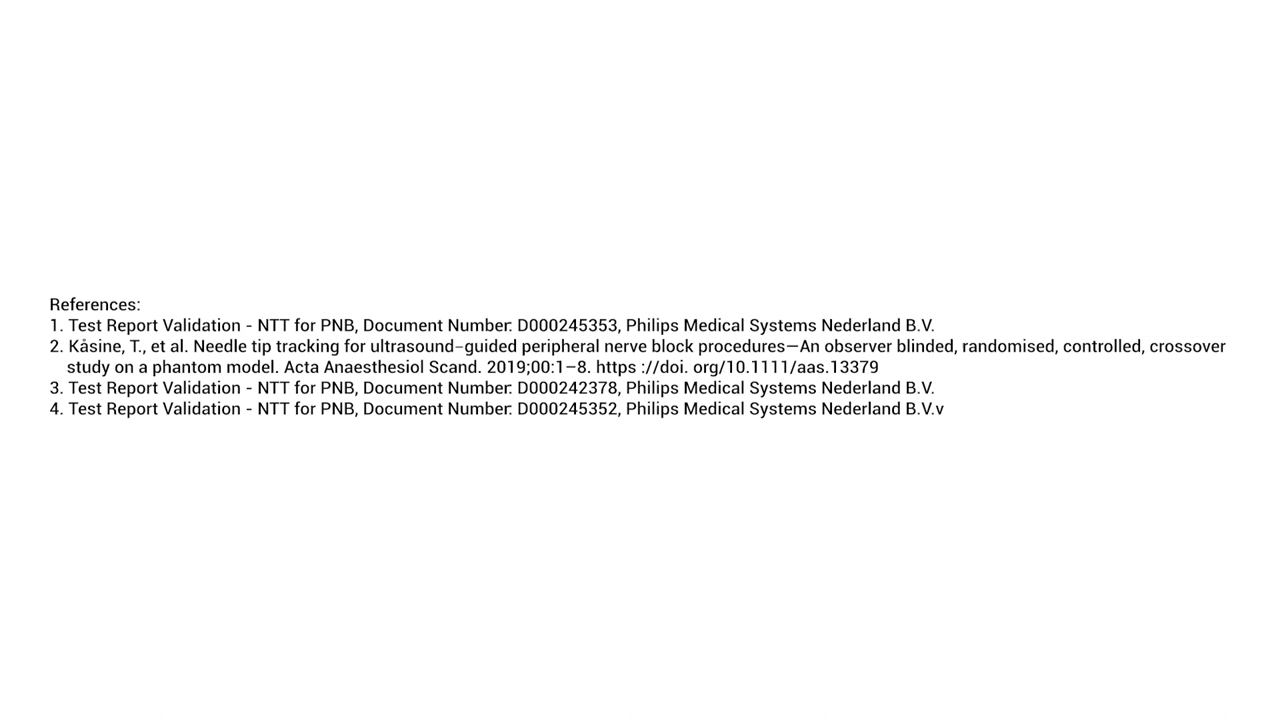 References:
1. Test Report Validation - NTT for PNB, Document Number: D000245353, Philips Medical Systems Nederland B.V.
2. Kåsine, T., et al. Needle tip tracking for ultrasound-guided peripheral nerve block procedures—An observer blinded, randomised, controlled, crossover
study on a phantom model. Acta Anaesthesiol Scand. 2019;00:1–8. https ://doi. org/10.1111/aas.13379
3. Test Report Validation - NTT for PNB, Document Number: D000242378, Philips Medical Systems Nederland B.V.
4. Test Report Validation - NTT for PNB, Document Number: D000245352, Philips Medical Systems Nederland B.V.v